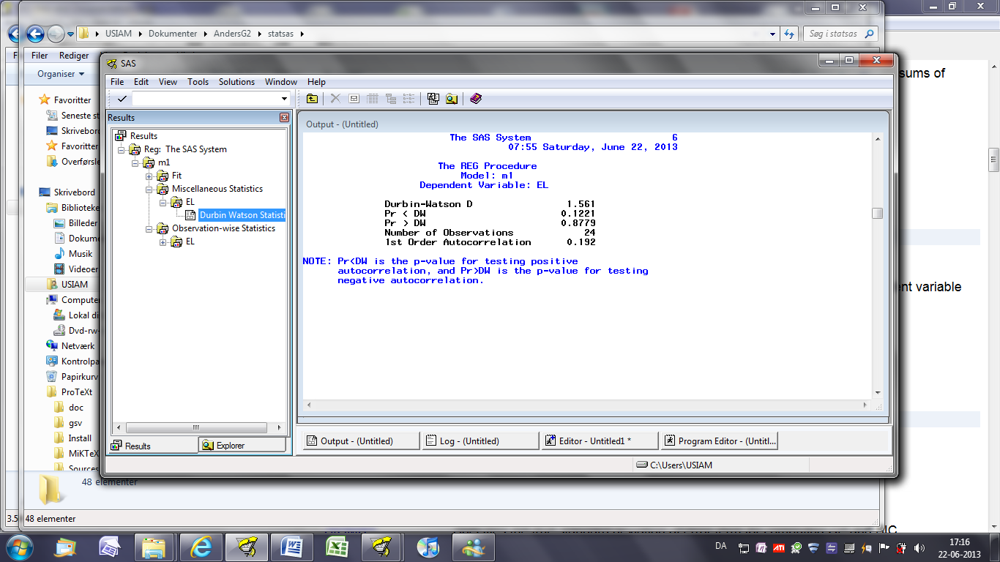 USIAM Dokumenter AndersG2 statsas
Søg i statsas
Filer Rediger
Organiser
Favoritter
Seneste st
Skrivebord
Favoritter
Overførsle
Skrivebord
Biblioteke
Billeder
Dokume
Musik
Videoer
USIAM
Compute
Lokal di
Dvd-rw-
Netværk
Kontrolpa
Papirkurv
ProTeXt
doc
gsv
Install
MiKTeX
Sources
48 elementer
3.5 48 elementer
sums of
ent variable
SAS
File Edit View Tools Solutions Window Help
Results
Results
Reg: The SAS System
m1
Fit
Miscellaneous Statistics
EL
Durbin Watson Statisti
Observation-wise Statistics
EL
Results Explorer
Output - (Untitled)
The SAS System 6
07:55 Saturday, June 22, 2013
The REG Procedure
Model: m1
Dependent Variable: EL
Durbin-Watson D 1.561
Pr < DW 0.1221
Pr > DW 0.8779
Number of Observations 24
1st Order Autocorrelation 0.192
NOTE: Pr<DW is the p-value for testing positive
autocorrelation, and Pr>DW is the p-value for testing
negative autocorrelation.
Output - (Untitled) Log - (Untitled) Editor - Untitled1 * Program Editor - (Untitl...
C:\Users\USIAM
DA
17:16
22-06-2013